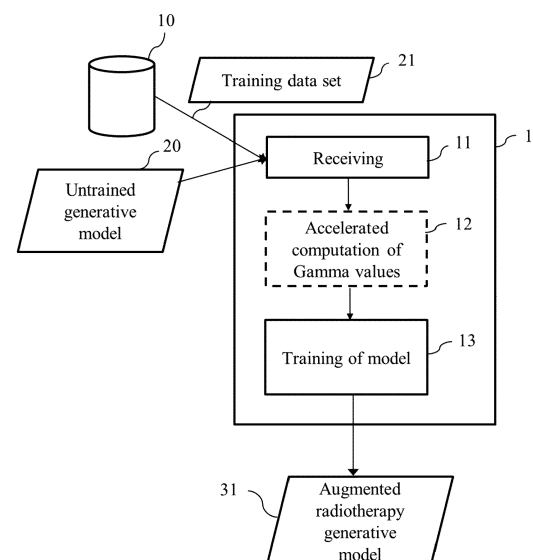 10
Training data set
21
1
20
Receiving
11
Untrained
generative
model
Accelerated
computation of
Gamma values
12
Training of model
13
31
Augmented
radiotherapy
generative
model